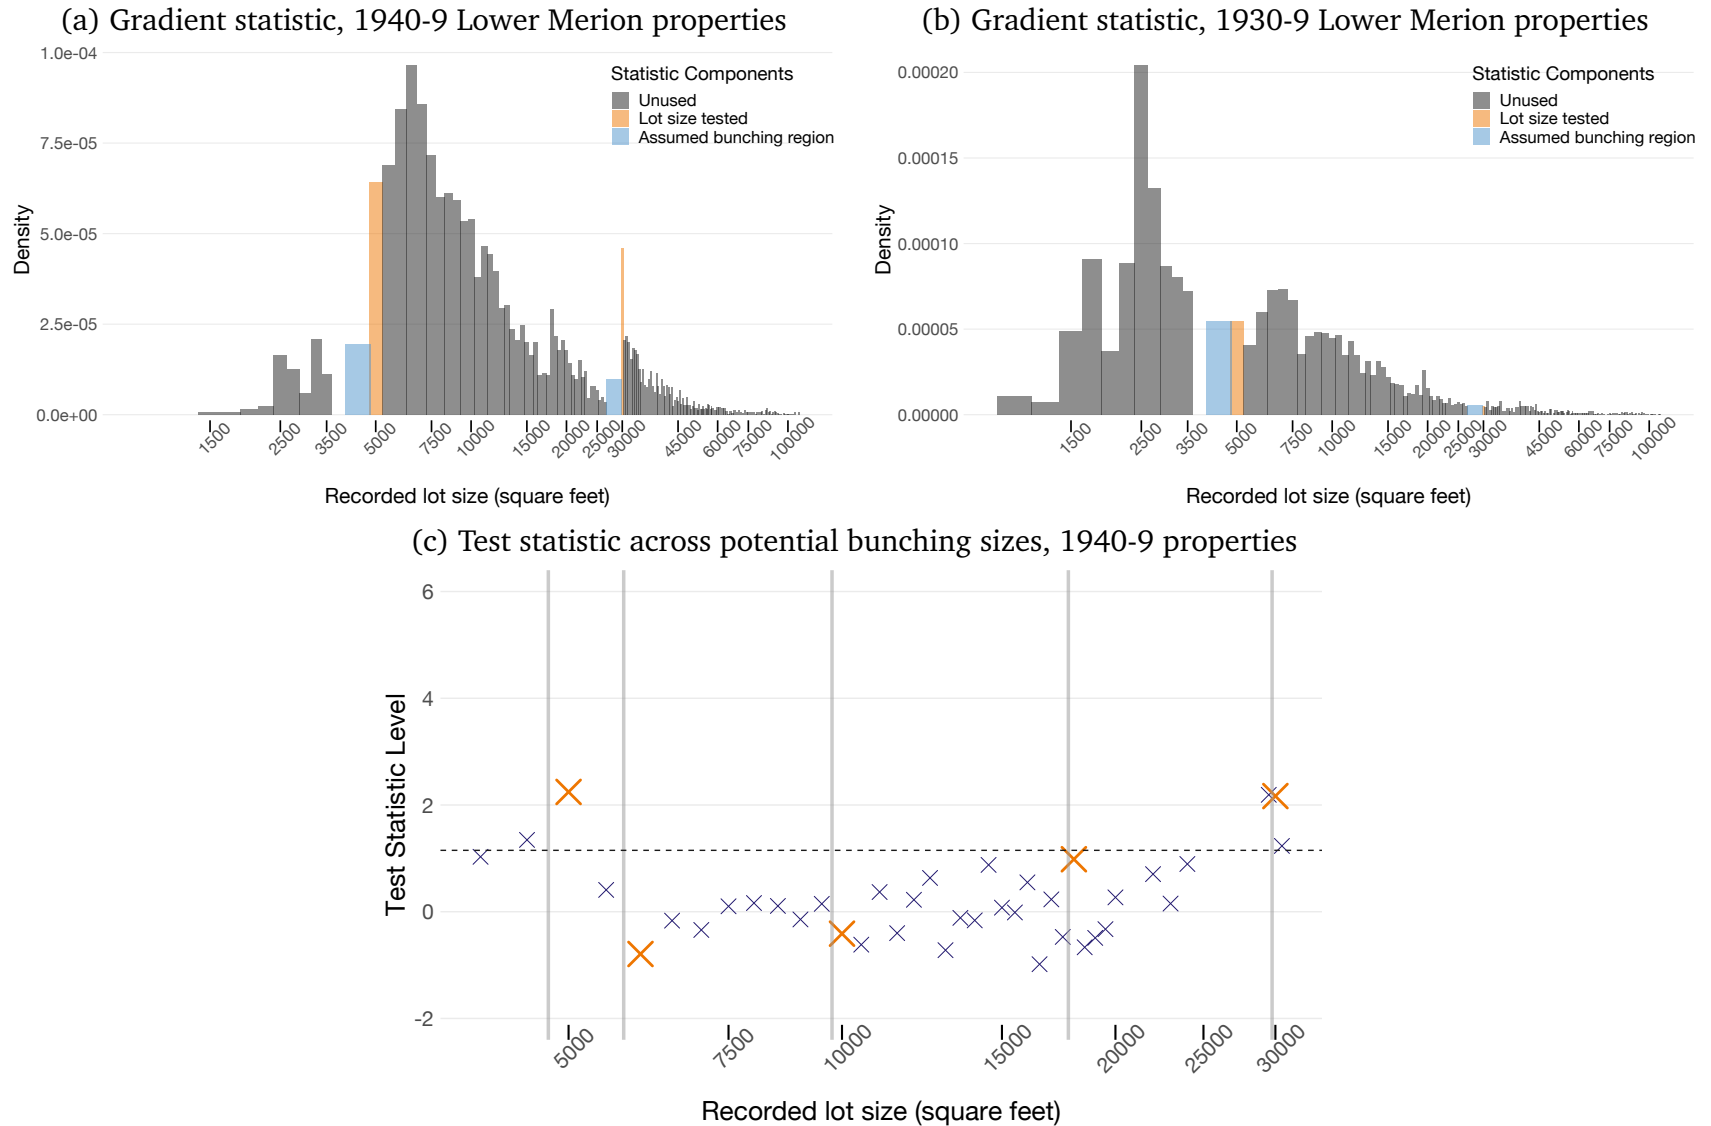 (a) Gradient statistic, 1940-9 Lower Merion properties
1.0e-04
7.5e-05
5.0e-05
2.5e-05
0.0e+00
Density
Statistic Components
Unused
Lot size tested
Assumed bunching region
1500
2500
3500
5000
7500
10000
15000
20000
25000
30000
45000
60000
75000
100000
Recorded lot size (square feet)
(b) Gradient statistic, 1930-9 Lower Merion properties
0.00020
0.00015
0.00010
0.00005
0.00000
Density
Statistic Components
Unused
Lot size tested
Assumed bunching region
1500
2500
3500
5000
7500
10000
15000
20000
25000
30000
45000
60000
75000
100000
Recorded lot size (square feet)
(c) Test statistic across potential bunching sizes, 1940-9 properties
6
4
2
0
-2
Test Statistic Level
5000
7500
10000
15000
20000
25000
30000
Recorded lot size (square feet)